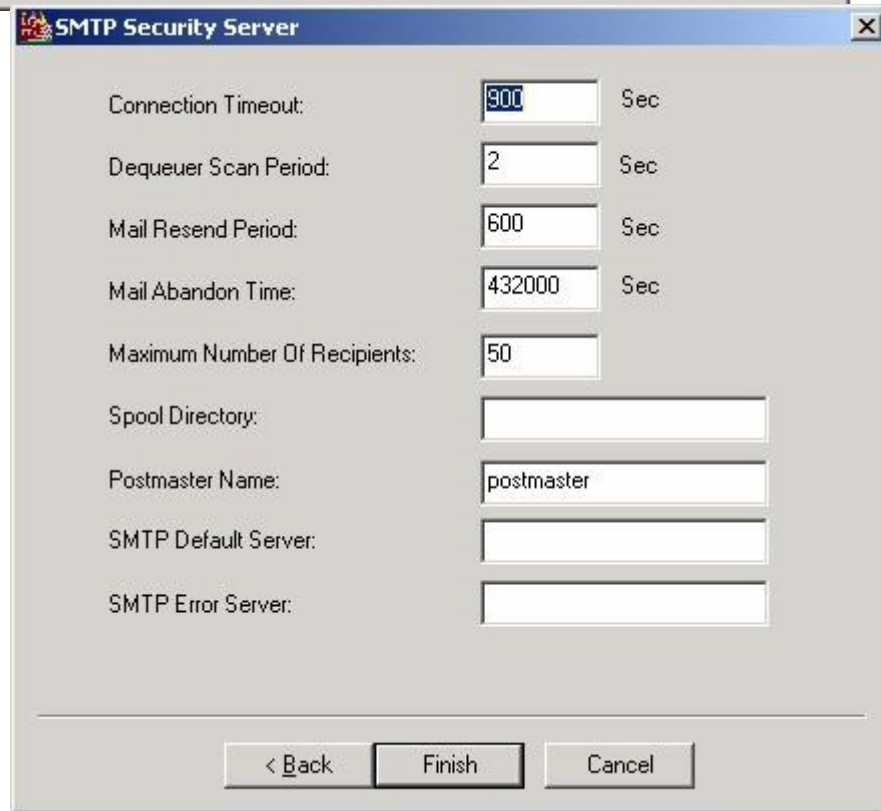 SMTP Security Server
Connection Timeout: 900 Sec
Dequeuer Scan Period: 2 Sec
Mail Resend Period: 600 Sec
Mail Abandon Time: 432000 Sec
Maximum Number Of Recipients: 50
Spool Directory:
Postmaster Name: postmaster
SMTP Default Server:
SMTP Error Server:
< Back Finish Cancel